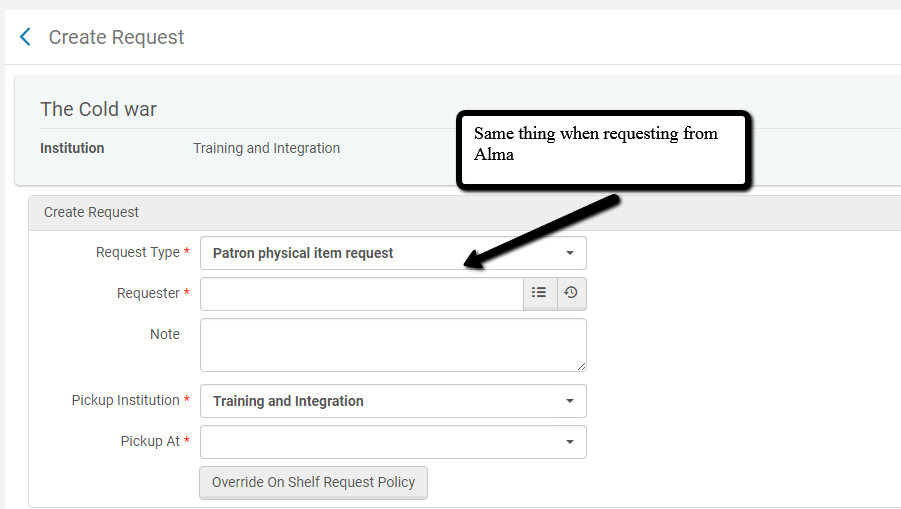 Create Request
The Cold war
Institution Training and Integration
Same thing when requesting from
Alma
Create Request
Request Type * Patron physical item request
Requester *
Note
Pickup Institution * Training and Integration
Pickup At *
Override On Shelf Request Policy